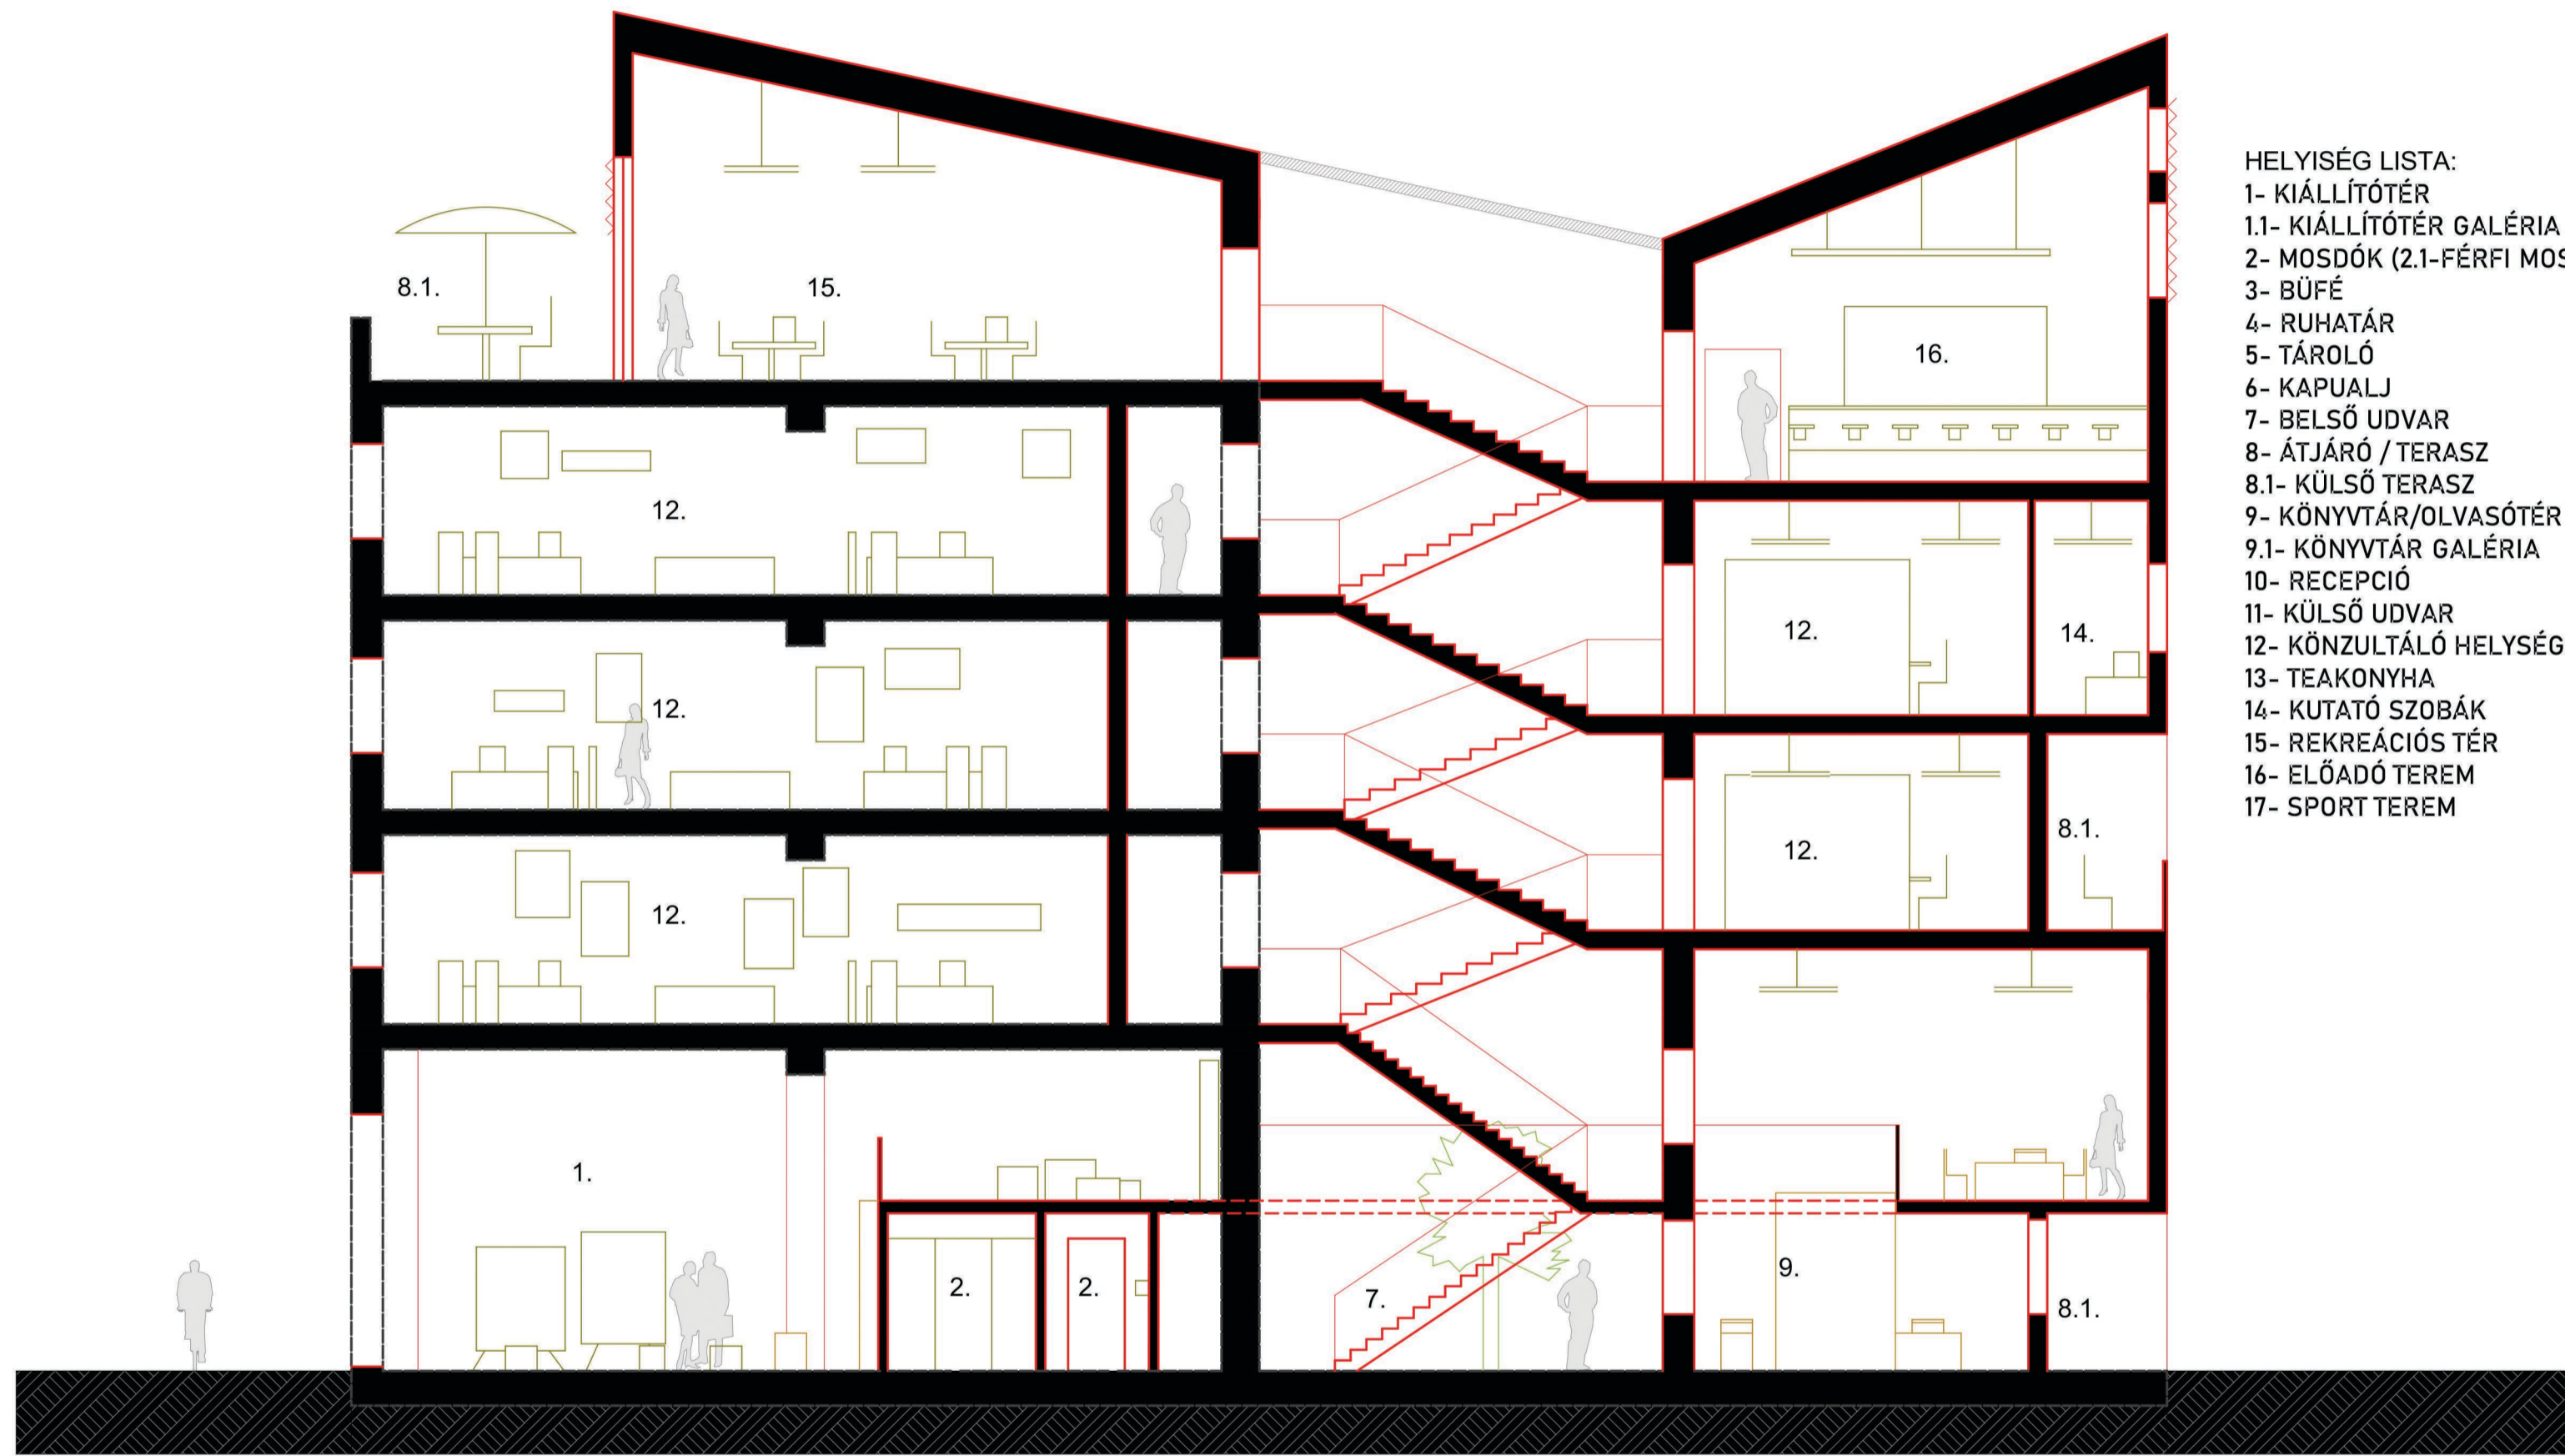 HELYISÉG LISTA:
1- KIÁLLÍTÓTÉR
1.1- KIÁLLÍTÓTÉR GALÉRIA
2- MOSDÓK (2.1-FÉRFI
3- BÜFÉ
4- RUHATÁR
5- TÁROLÓ
6- KAPUALJ
7- BELSŐ UDVAR
8- ÁTJÁRÓ / TERASZ
8.1- KÜLSŐ TERASZ
9- KÖNYVTÁR/OLVASÓTÉR
9.1- KÖNYVTÁR GALÉRIA
10- RECEPCIÓ
11- KÜLSŐ UDVAR
12- KÖNZULTÁLÓ HELYSÉG
13- TEAKONYHA
14- KUTATÓ SZOBÁK
15- REKREÁCIÓS TÉR
16- ELŐADÓ TEREM
17- SPORT TEREM
8.1.
15.
16.
12.
12.
14.
12.
12.
8.1.
12.
1.
2.
2.
7.
9.
8.1.